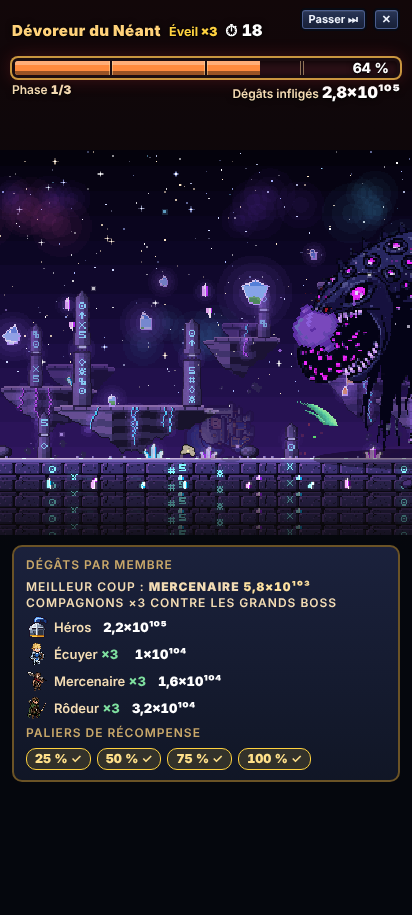 Dévoreur du Néant Éveil ×3 ⏱ 18
Passer ⏭ ✕
64 %
Phase 1/3
Dégâts infligés 2,8×10¹⁰⁵
DÉGÂTS PAR MEMBRE
MEILLEUR COUP : MERCENAIRE 5,8×10¹⁰³
COMPAGNONS ×3 CONTRE LES GRANDS BOSS
Héros 2,2×10¹⁰⁵
Écuyer ×3 1×10¹⁰⁴
Mercenaire ×3 1,6×10¹⁰⁴
Rôdeur ×3 3,2×10¹⁰⁴
PALIERS DE RÉCOMPENSE
25 % ✓ 50 % ✓ 75 % ✓ 100 % ✓